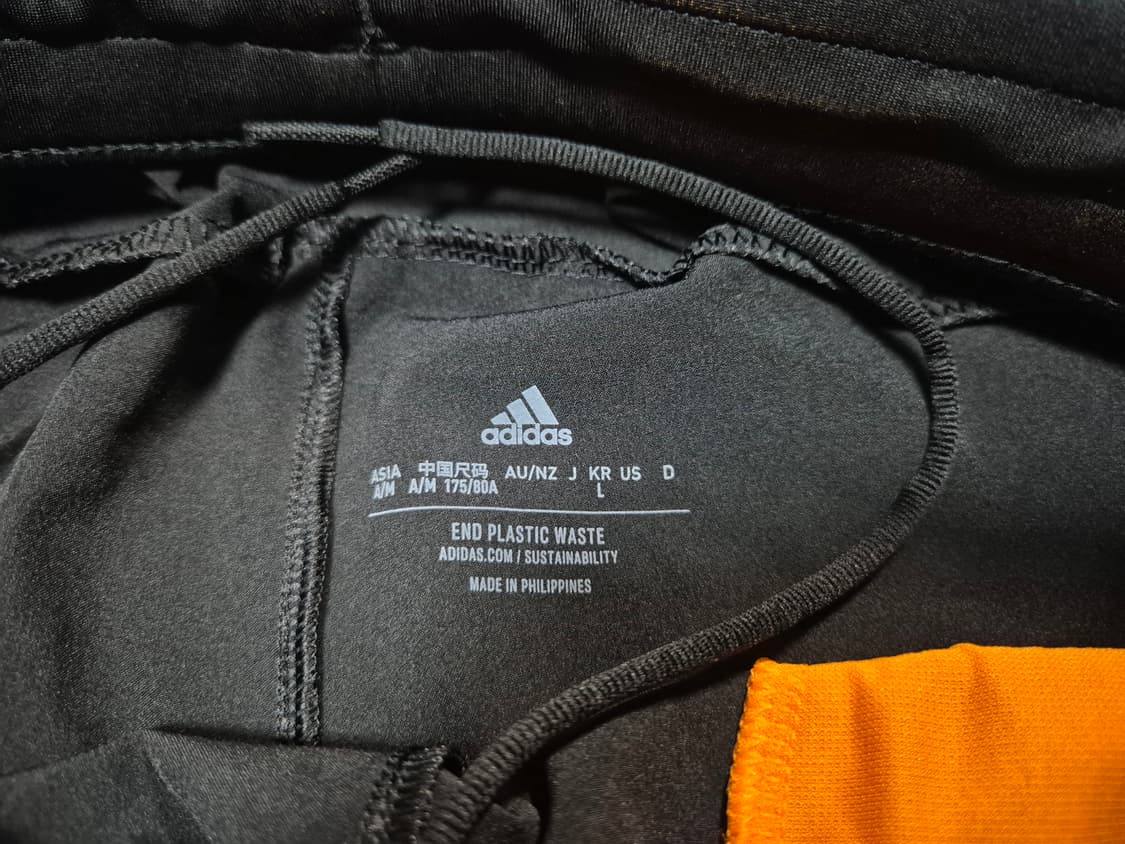 adidas
ASIA 中国尺码 AU/NZ J KR US D
A/M A/M 175/80A L
END PLASTIC WASTE
ADIDAS.COM / SUSTAINABILITY
MADE IN PHILIPPINES